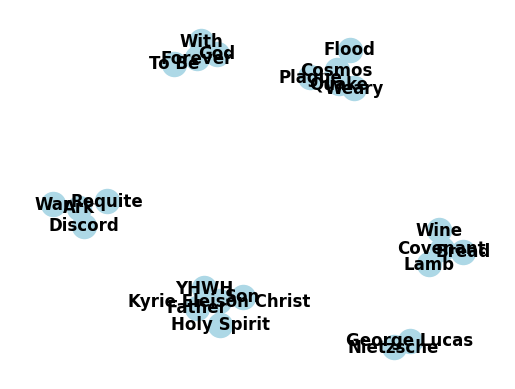 With
God
Forever
To Be
Flood
Cosmos
Plague
Quake
Weary
Requite
War
Ark
Discord
Wine
Covenant
Bread
Lamb
YHWH
Son
Kyrie Eleison Christ
Father
Holy Spirit
George Lucas
Nietzsche